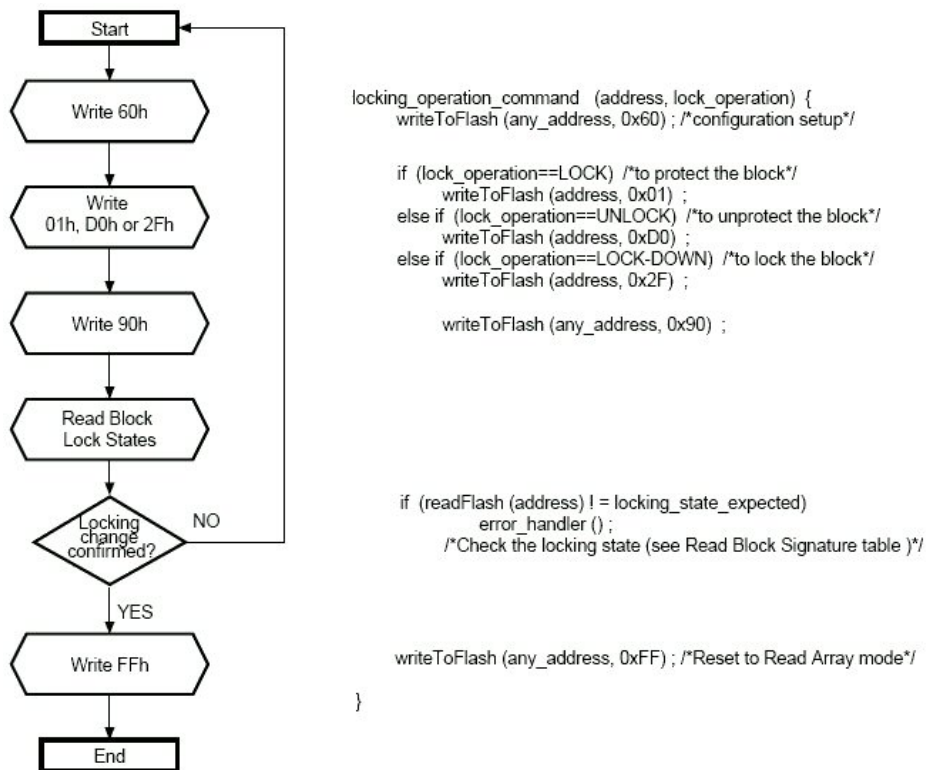 Start
Write 60h
Write
01h, D0h or 2Fh
Write 90h
Read Block
Lock States
Locking
change
confirmed?
NO
YES
Write FFh
End
locking_operation_command (address, lock_operation) {
writeToFlash (any_address, 0x60) ; /*configuration setup*/
if (lock_operation==LOCK) /*to protect the block*/
writeToFlash (address, 0x01) ;
else if (lock_operation==UNLOCK) /*to unprotect the block*/
writeToFlash (address, 0xD0) ;
else if (lock_operation==LOCK-DOWN) /*to lock the block*/
writeToFlash (address, 0x2F) ;
writeToFlash (any_address, 0x90) ;
if (readFlash (address) ! = locking_state_expected)
error_handler () ;
/*Check the locking state (see Read Block Signature table )*/
writeToFlash (any_address, 0xFF) ; /*Reset to Read Array mode*/
}